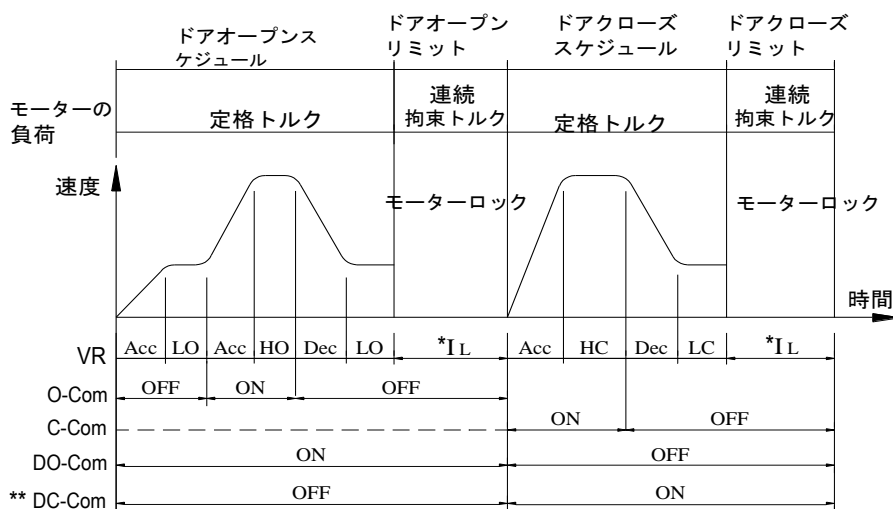 ドアオープンス
ケジュール
ドアオープン
リミット
ドアクローズ
スケジュール
ドアクローズ
リミット
モーターの
負荷
定格トルク
連続
拘束トルク
定格トルク
連続
拘束トルク
速度
モーターロック
モーターロック
時間
VR Acc LO Acc HO Dec LO *IL Acc HC Dec LC *IL
O-Com OFF ON OFF
C-Com ON OFF
DO-Com ON OFF
** DC-Com OFF ON